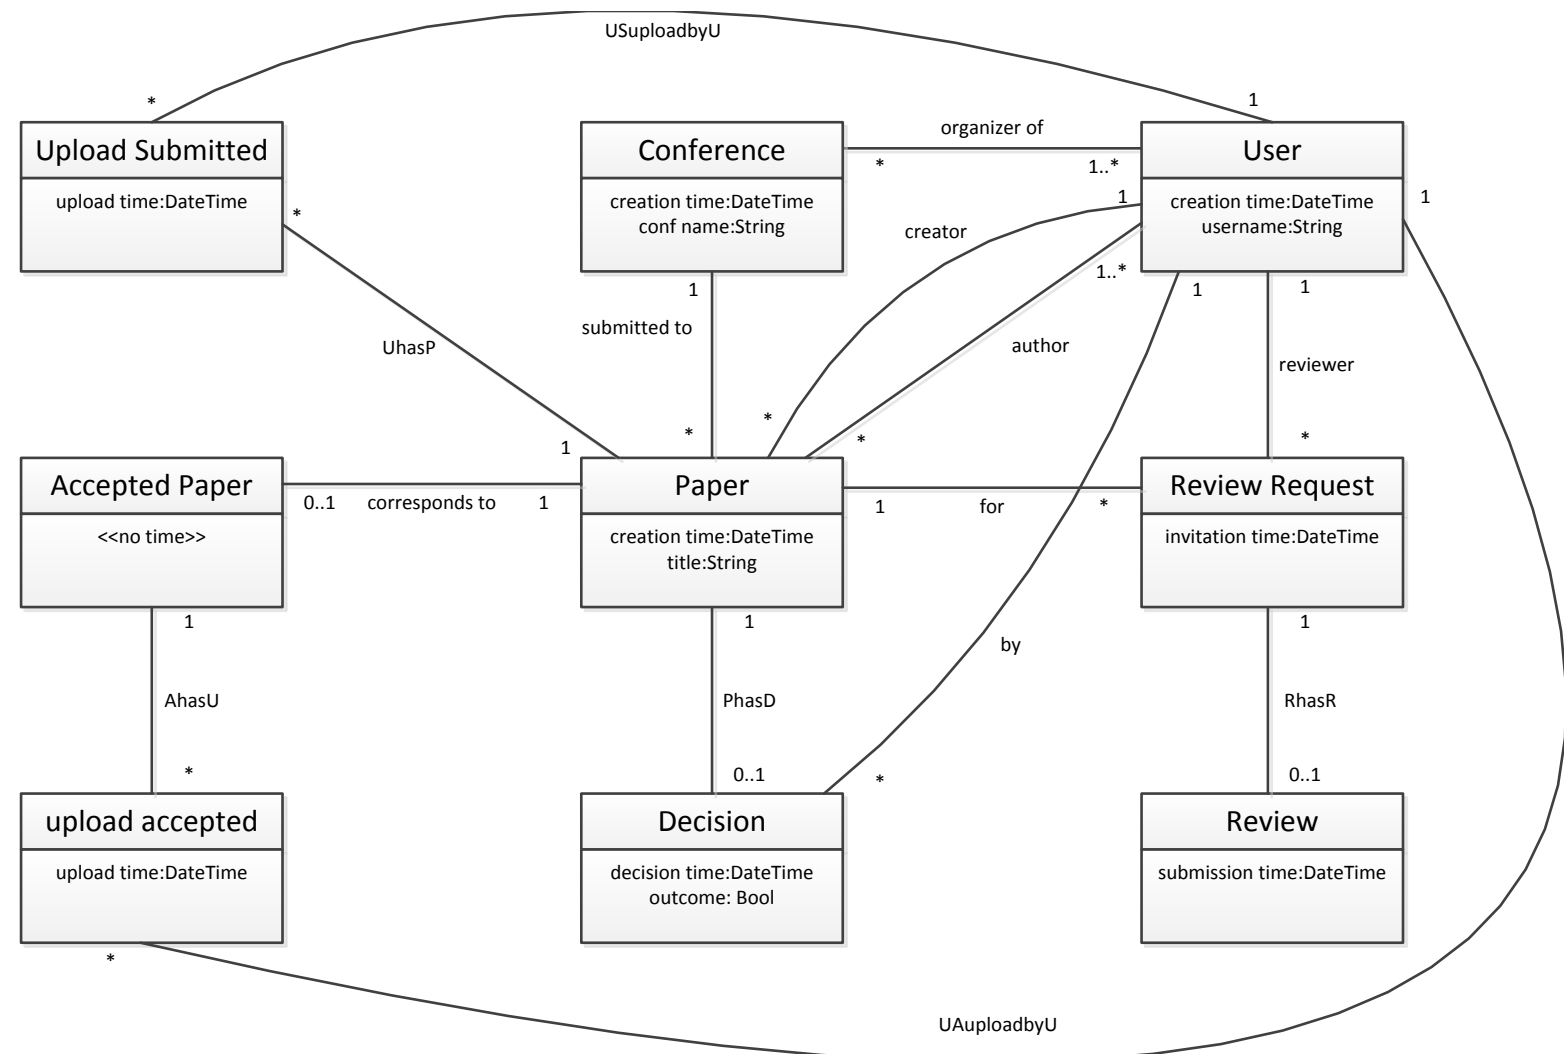 USuploadbyU
*
1
Upload Submitted
upload time:DateTime
*
Conference
creation time:DateTime
conf name:String
organizer of
*
1..*
User
creation time:DateTime
username:String
1
1
creator
1..*
1
1
1
submitted to
UhasP
author
reviewer
*
*
*
*
1
Accepted Paper
<<no time>>
0..1
corresponds to
1
Paper
creation time:DateTime
title:String
1
for
*
Review Request
invitation time:DateTime
1
1
1
by
AhasU
PhasD
RhasR
*
0..1
*
0..1
upload accepted
upload time:DateTime
Decision
decision time:DateTime
outcome: Bool
Review
submission time:DateTime
*
UAuploadbyU